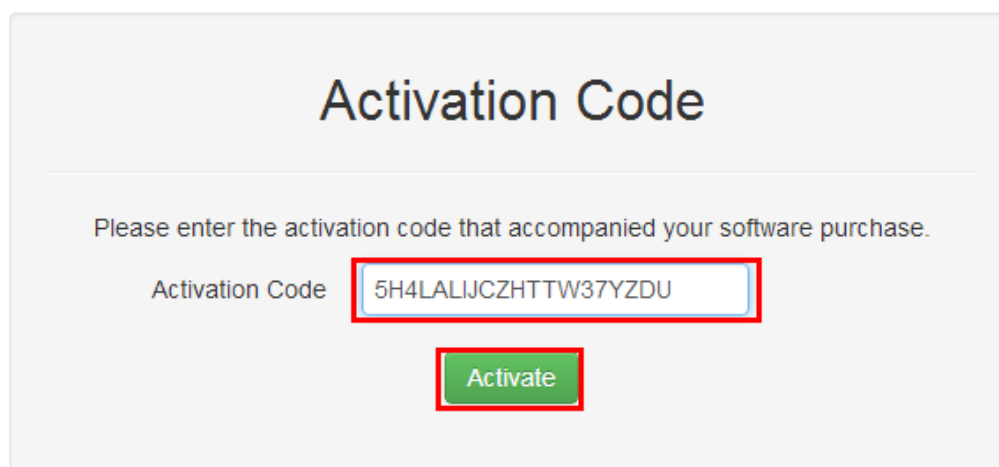 Activation Code
Please enter the activation code that accompanied your software purchase.
Activation Code 5H4LALIJCZHTTW37YZDU
Activate